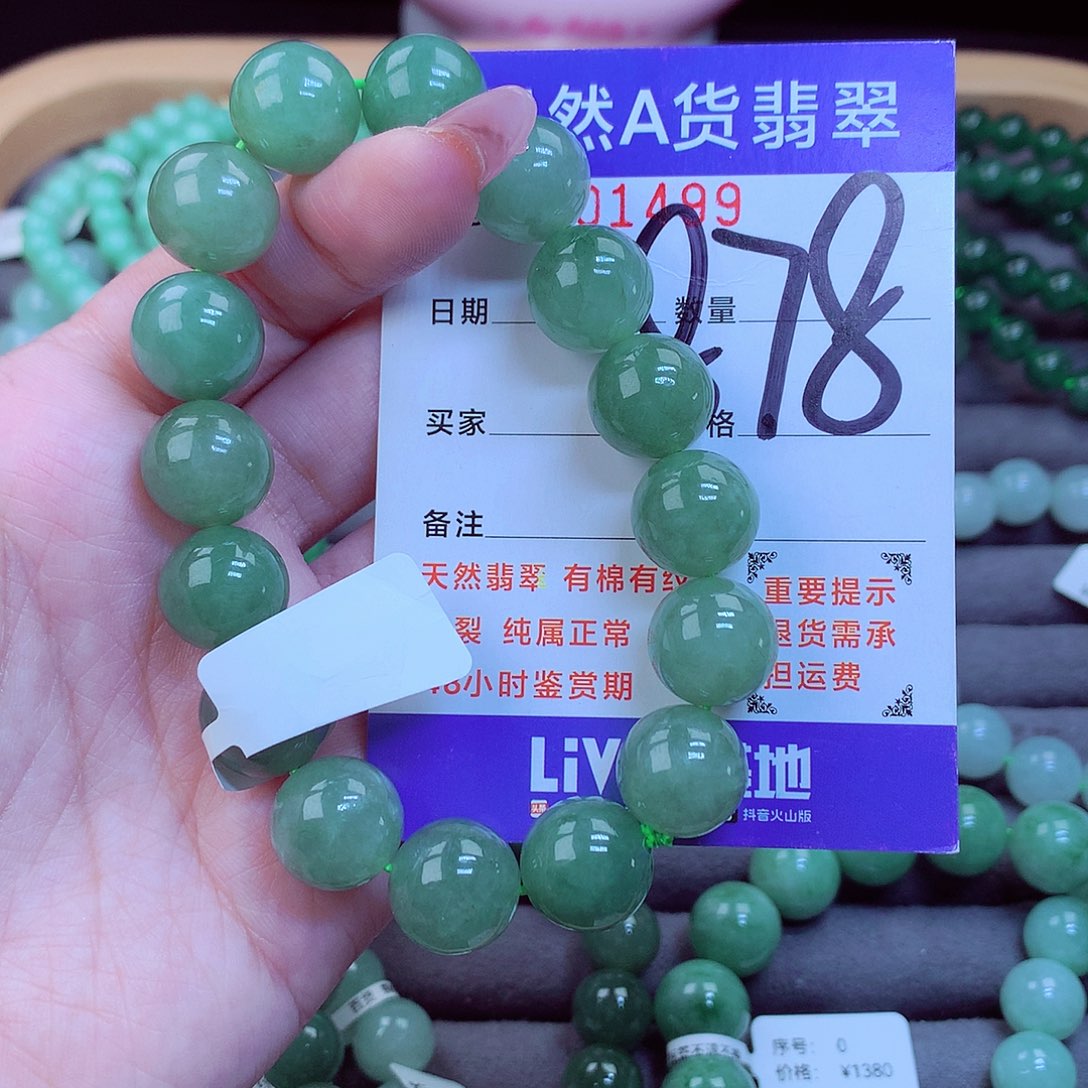 然A货翡翠
01499
78
日期
数量
买家
格
备注
天然翡翠 有棉有纹
裂 纯属正常
48小时鉴赏期
重要提示
退货需承
担运费
LiV 基地
抖音火山版
序号: 0
价格: ¥1380